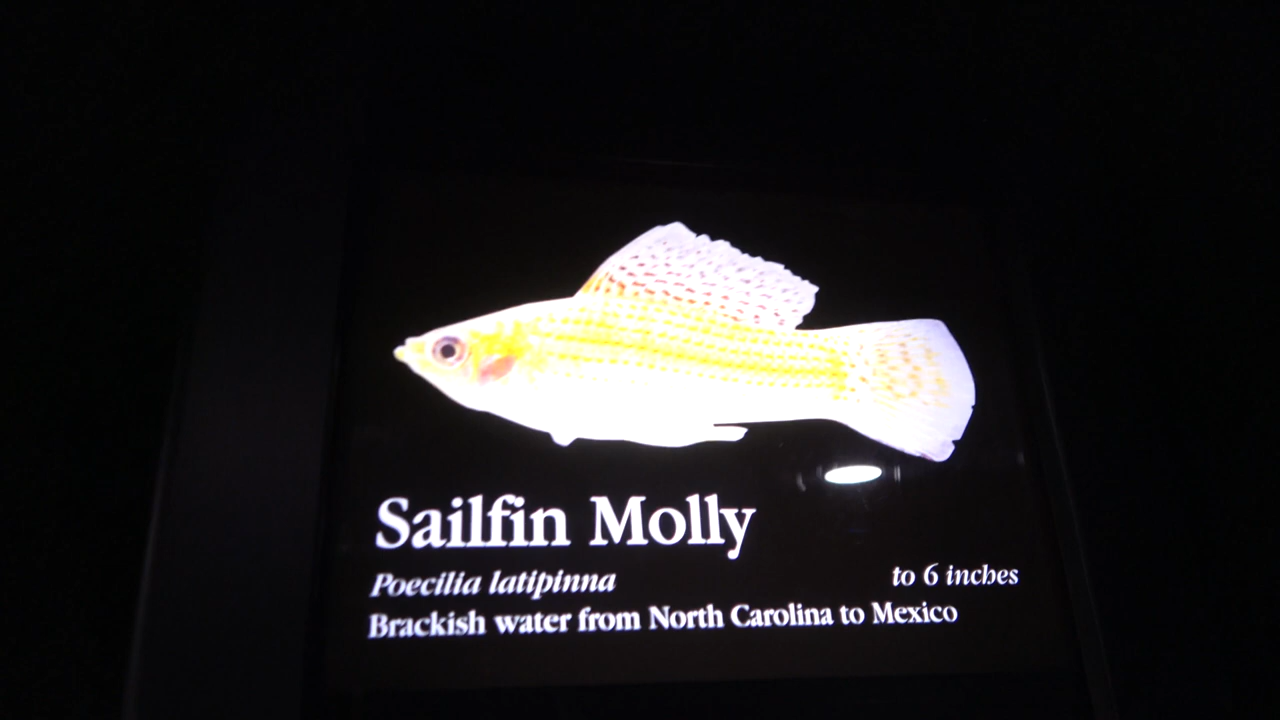 Sailfin Molly
Poecilia latipinna
to 6 inches
Brackish water from North Carolina to Mexico